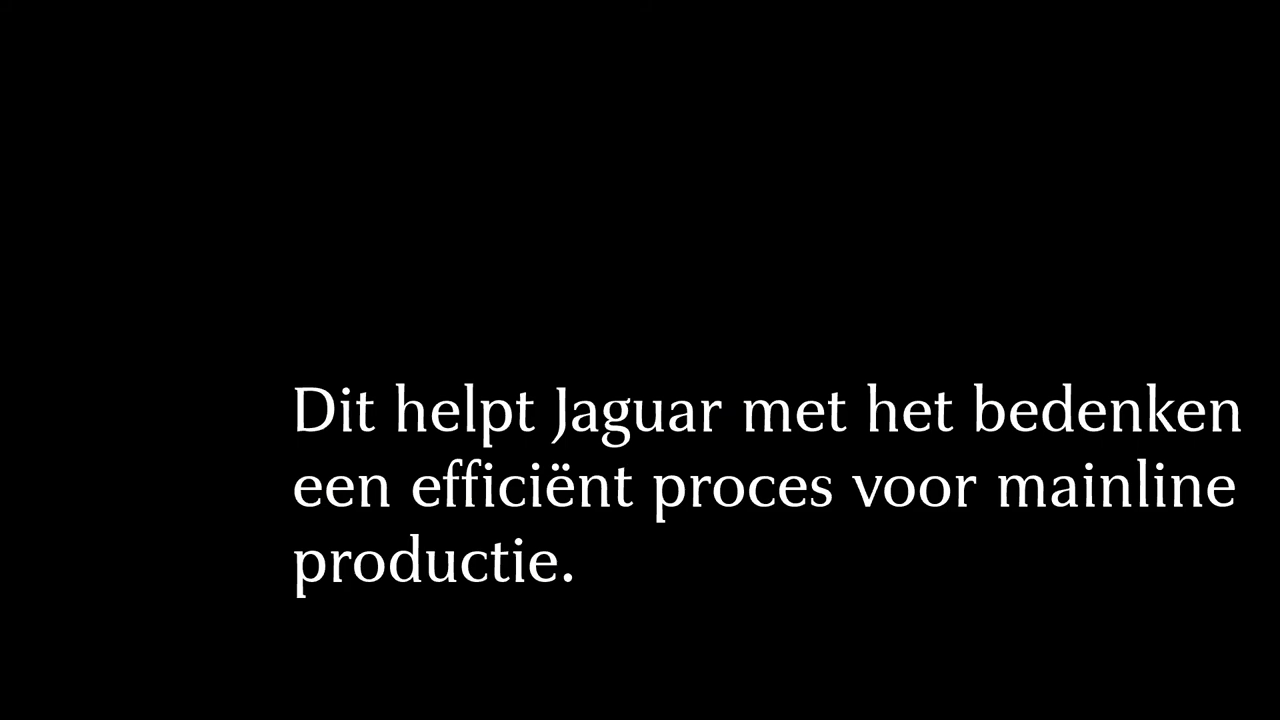 Dit helpt Jaguar met het bedenken
een efficiënt proces voor mainline
productie.